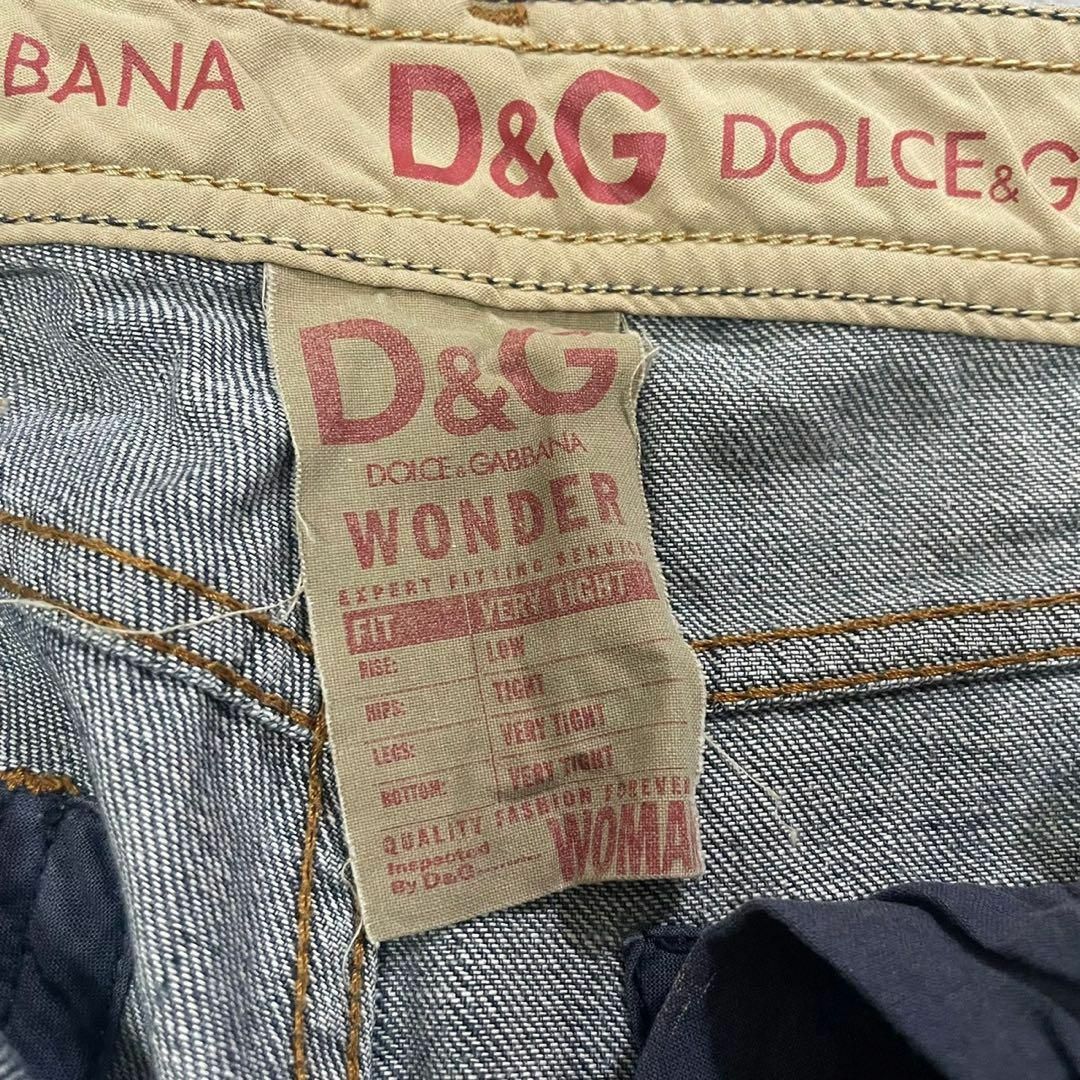 BANA D&G DOLCE&G
D&G
DOLCE&GABBANA
WONDER
EXPERT FITTING SERVICE
FIT VERY TIGHT
RISE: LOW
HIPS: TIGHT
LEGS: VERY TIGHT
BOTTOM: VERY TIGHT
QUALITY FASHION FOREVER
Inspected WOMA
By D&G